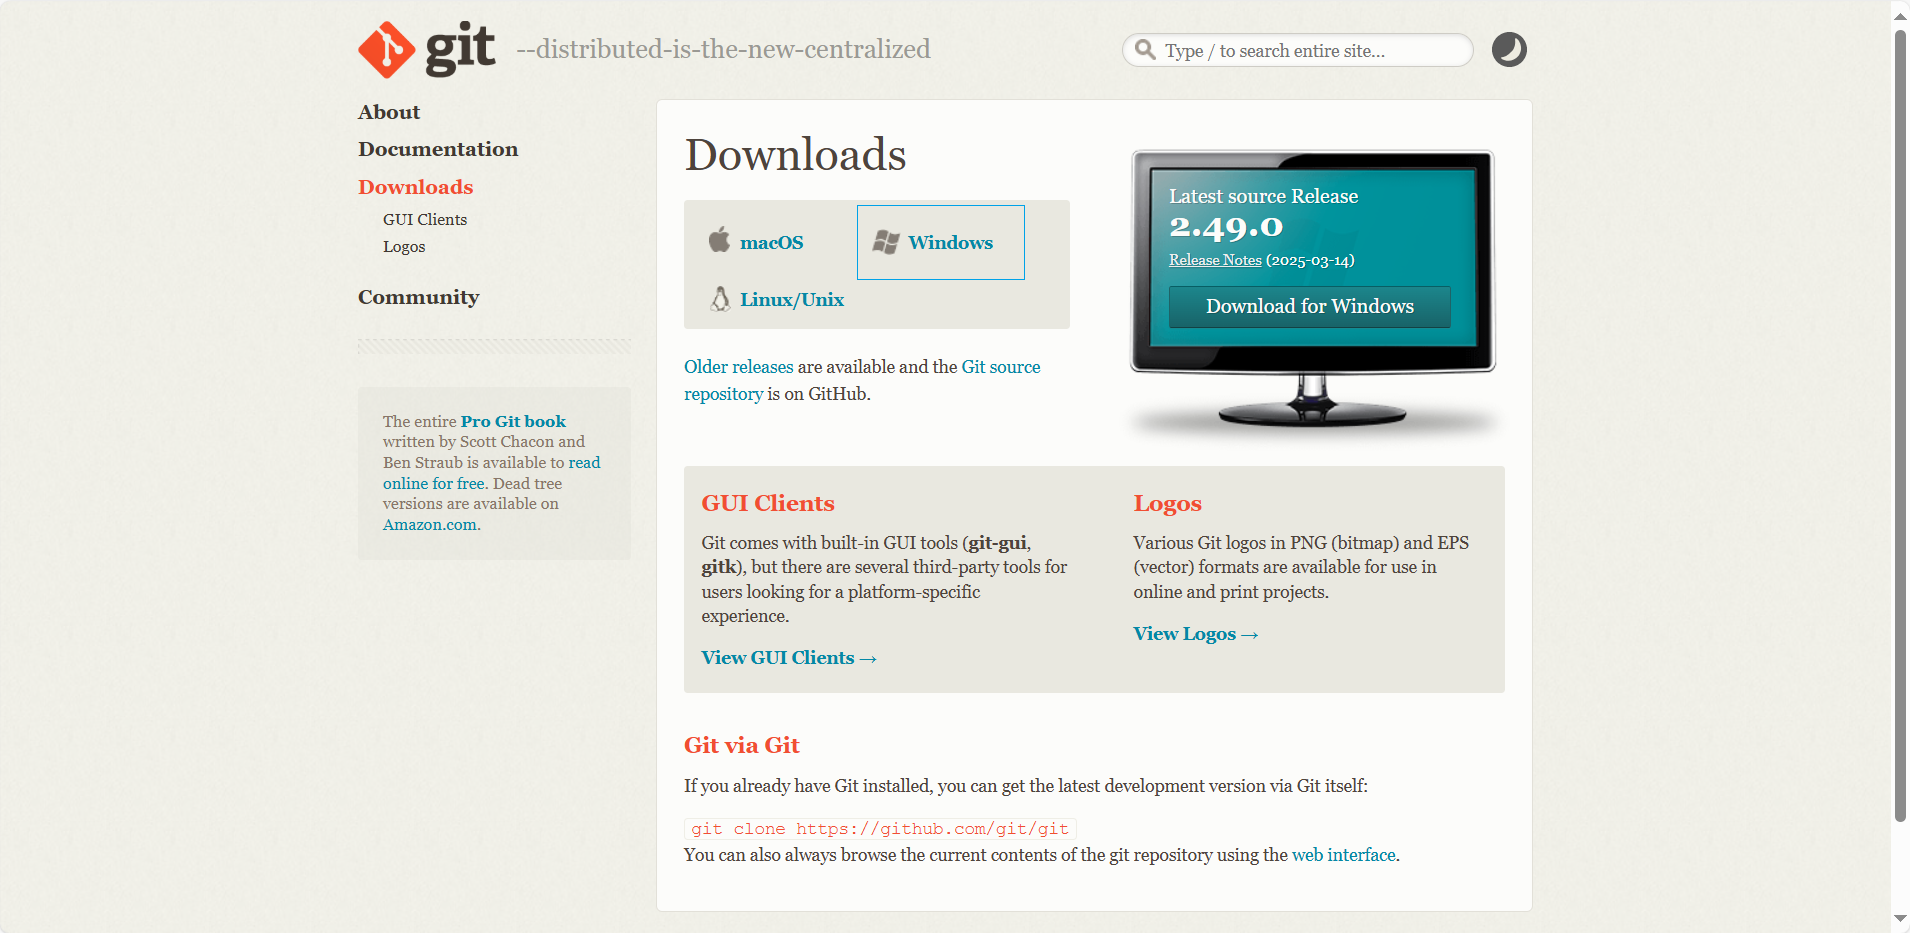 git --distributed-is-the-new-centralized
Type / to search entire site...
About
Documentation
Downloads
GUI Clients
Logos
Community
The entire Pro Git book
written by Scott Chacon and
Ben Straub is available to read
online for free. Dead tree
versions are available on
Amazon.com.
Downloads
macOS
Windows
Linux/Unix
Older releases are available and the Git source
repository is on GitHub.
Latest source Release
2.49.0
Release Notes (2025-03-14)
Download for Windows
GUI Clients
Git comes with built-in GUI tools (git-gui,
gitk), but there are several third-party tools for
users looking for a platform-specific
experience.
View GUI Clients →
Logos
Various Git logos in PNG (bitmap) and EPS
(vector) formats are available for use in
online and print projects.
View Logos →
Git via Git
If you already have Git installed, you can get the latest development version via Git itself:
git clone https://github.com/git/git
You can also always browse the current contents of the git repository using the web interface.